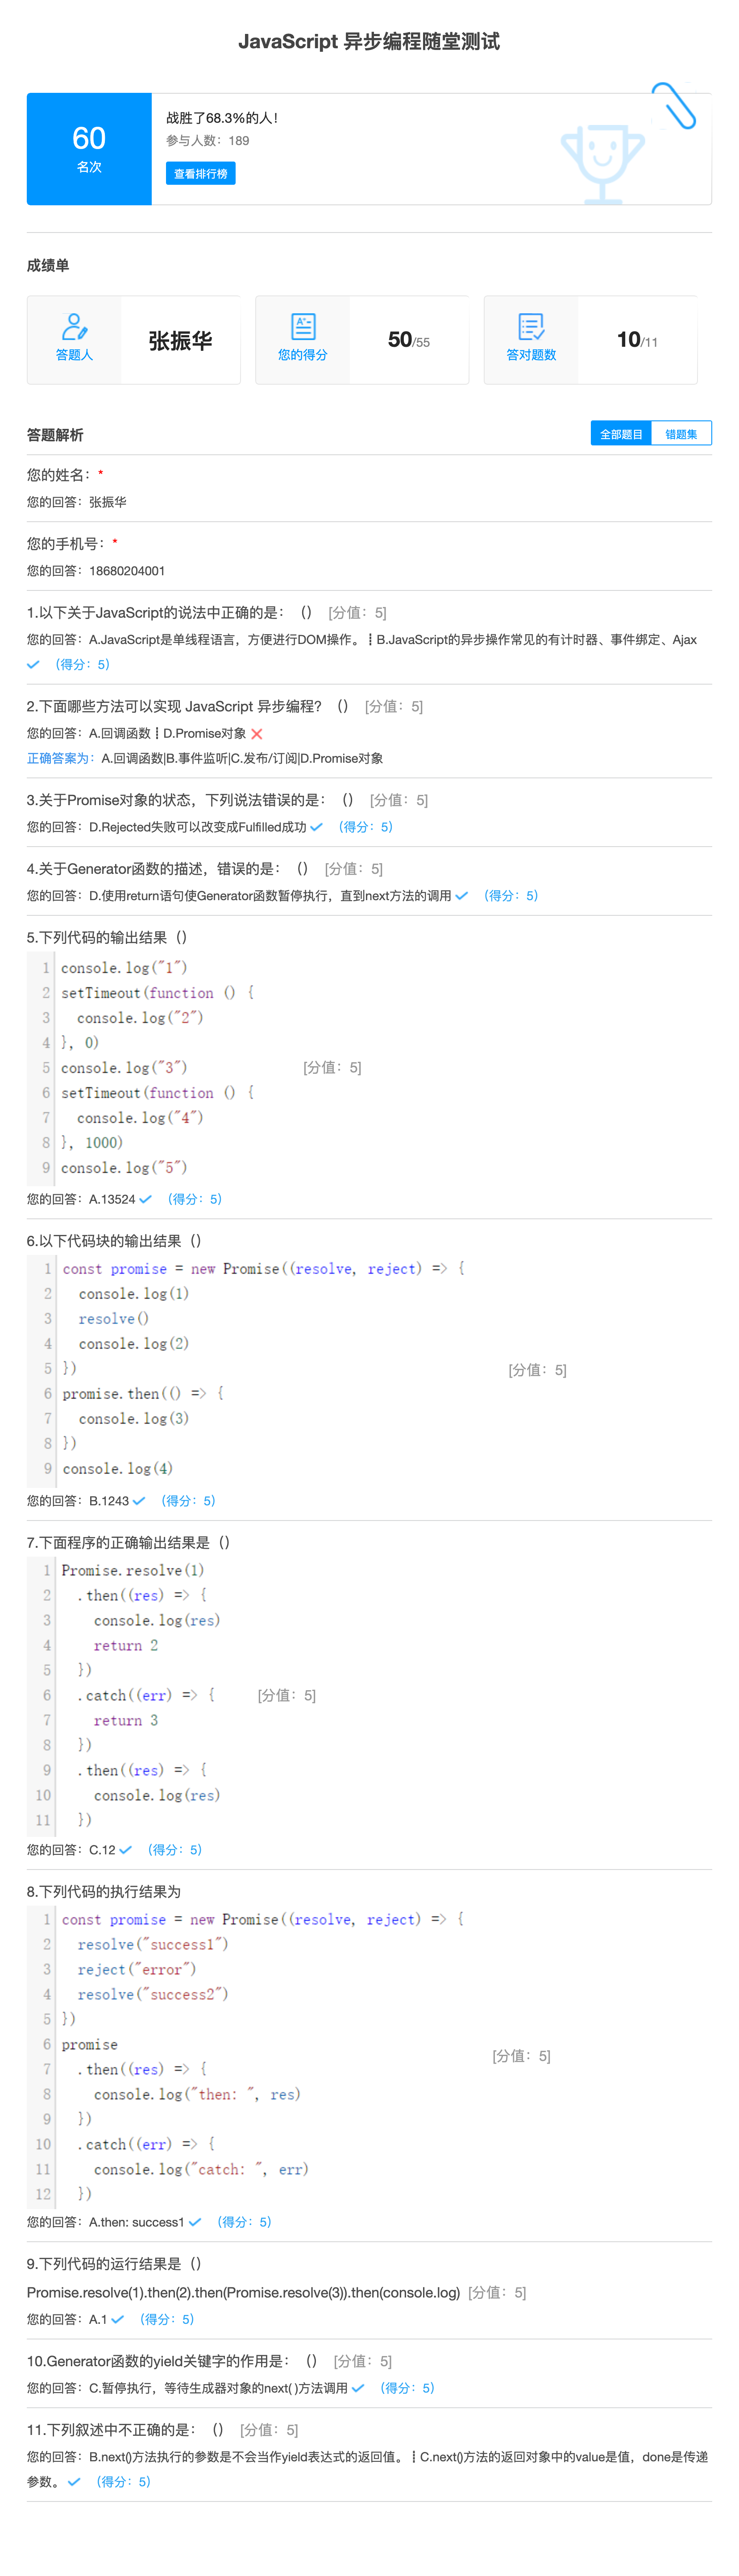 JavaScript 异步编程随堂测试
60
名次
战胜了68.3%的人!
参与人数：189
查看排行榜
成绩单
答题人
张振华
您的得分
50/55
答对题数
10/11
答题解析
全部题目
错题集
您的姓名：*
您的回答：张振华
您的手机号：*
您的回答：18680204001
1.以下关于JavaScript的说法中正确的是：（） [分值：5]
您的回答：A.JavaScript是单线程语言，方便进行DOM操作。┋B.JavaScript的异步操作常见的有计时器、事件绑定、Ajax
（得分：5）
2.下面哪些方法可以实现 JavaScript 异步编程？（） [分值：5]
您的回答：A.回调函数┋D.Promise对象
正确答案为：A.回调函数|B.事件监听|C.发布/订阅|D.Promise对象
3.关于Promise对象的状态，下列说法错误的是：（） [分值：5]
您的回答：D.Rejected失败可以改变成Fulfilled成功 （得分：5）
4.关于Generator函数的描述，错误的是：（） [分值：5]
您的回答：D.使用return语句使Generator函数暂停执行，直到next方法的调用 （得分：5）
5.下列代码的输出结果（）
1 console.log("1")
2 setTimeout(function () {
3 console.log("2")
4 }, 0)
5 console.log("3") [分值：5]
6 setTimeout(function () {
7 console.log("4")
8 }, 1000)
9 console.log("5")
您的回答：A.13524 （得分：5）
6.以下代码块的输出结果（）
1 const promise = new Promise((resolve, reject) => {
2 console.log(1)
3 resolve()
4 console.log(2)
5 }) [分值：5]
6 promise.then(() => {
7 console.log(3)
8 })
9 console.log(4)
您的回答：B.1243 （得分：5）
7.下面程序的正确输出结果是（）
1 Promise.resolve(1)
2 .then((res) => {
3 console.log(res)
4 return 2
5 })
6 .catch((err) => { [分值：5]
7 return 3
8 })
9 .then((res) => {
10 console.log(res)
11 })
您的回答：C.12 （得分：5）
8.下列代码的执行结果为
1 const promise = new Promise((resolve, reject) => {
2 resolve("success1")
3 reject("error")
4 resolve("success2")
5 })
6 promise [分值：5]
7 .then((res) => {
8 console.log("then: ", res)
9 })
10 .catch((err) => {
11 console.log("catch: ", err)
12 })
您的回答：A.then: success1 （得分：5）
9.下列代码的运行结果是（）
Promise.resolve(1).then(2).then(Promise.resolve(3)).then(console.log) [分值：5]
您的回答：A.1 （得分：5）
10.Generator函数的yield关键字的作用是：（） [分值：5]
您的回答：C.暂停执行，等待生成器对象的next( )方法调用 （得分：5）
11.下列叙述中不正确的是：（） [分值：5]
您的回答：B.next()方法执行的参数是不会当作yield表达式的返回值。┋C.next()方法的返回对象中的value是值，done是传递
参数。 （得分：5）